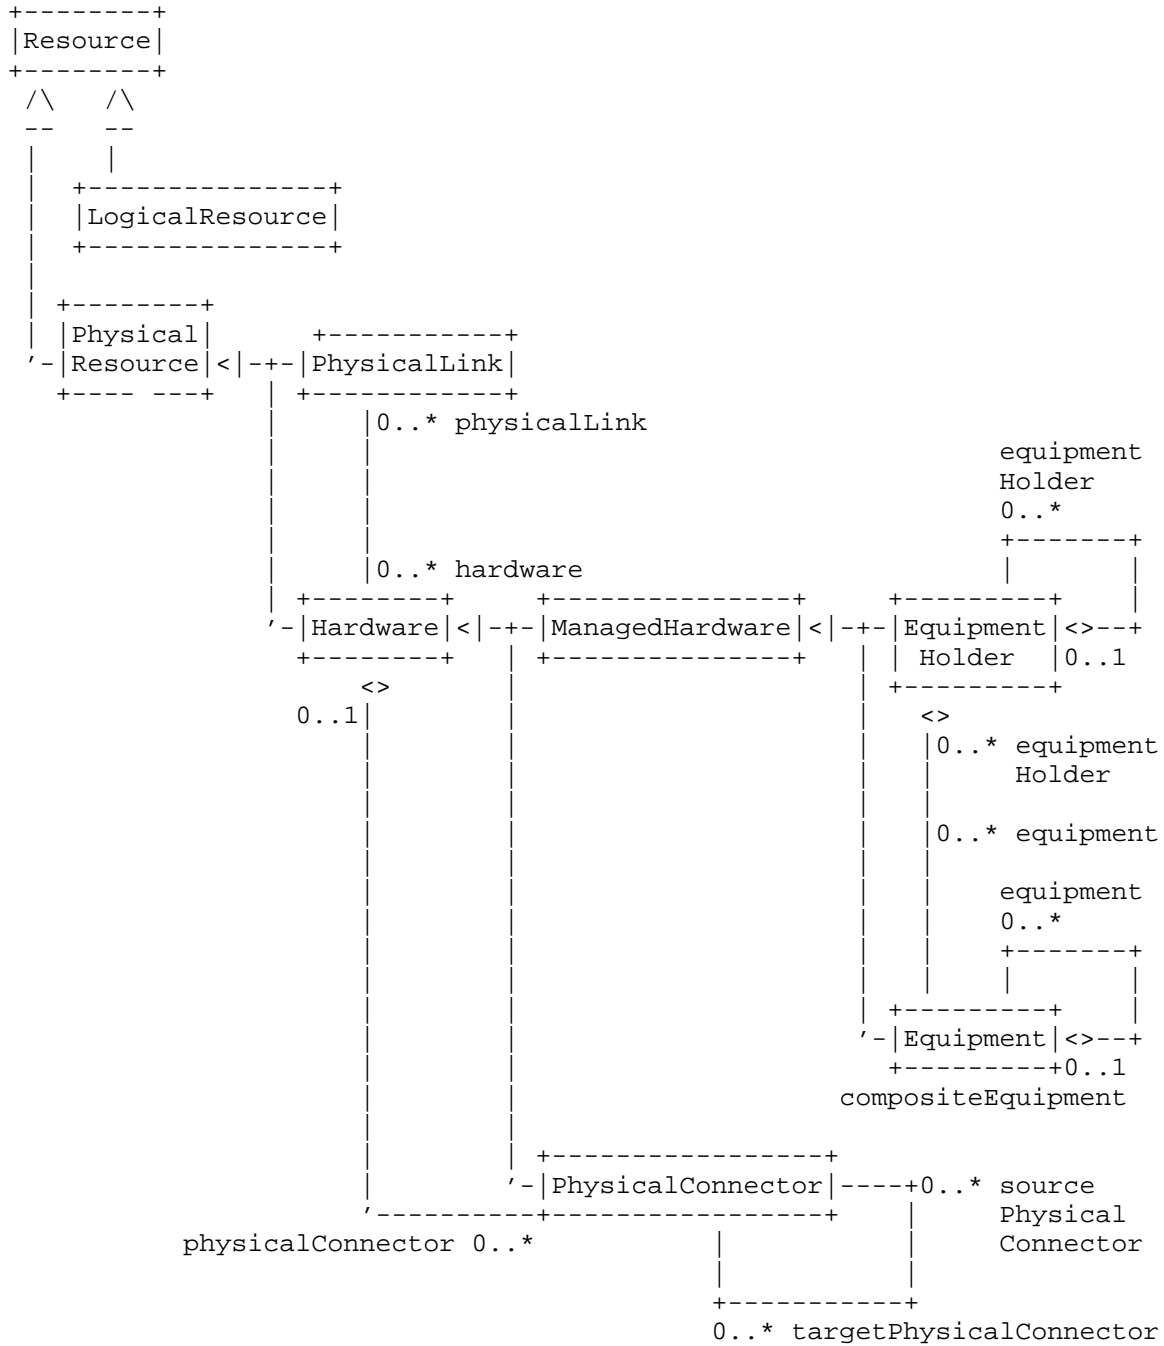 Resource
LogicalResource
Physical
Resource
PhysicalLink
0..* physicalLink
equipment
Holder
0..*
0..* hardware
Hardware
ManagedHardware
Equipment
Holder
0..1
0..1
0..* equipment
Holder
0..* equipment
equipment
0..*
Equipment
0..1
compositeEquipment
PhysicalConnector
0..* source
Physical
Connector
physicalConnector 0..*
0..* targetPhysicalConnector